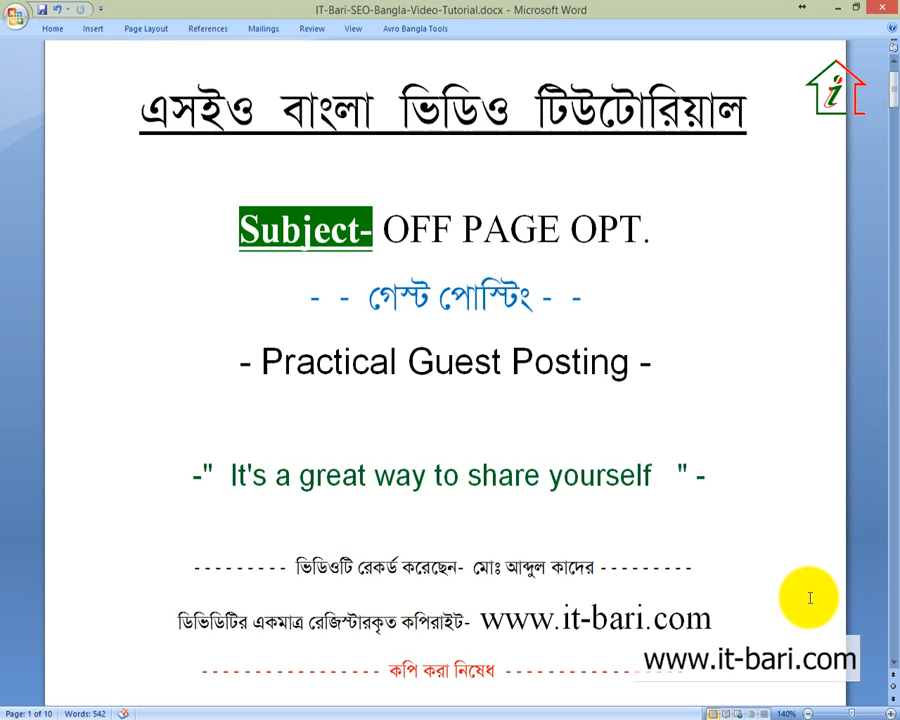 IT-Bari-SEO-Bangla-Video-Tutorial.docx - Microsoft Word
Home Insert Page Layout References Mailings Review View Avro Bangla Tools
এসইও বাংলা ভিডিও টিউটোরিয়াল
Subject- OFF PAGE OPT.
- - গেস্ট পোস্টিং - -
- Practical Guest Posting -
-" It's a great way to share yourself " -
--------- ভিডিওটি রেকর্ড করেছেন- মোঃ আব্দুল কাদের ---------
ডিভিডিটির একমাত্র রেজিস্টারকৃত কপিরাইট- www.it-bari.com
www.it-bari.com
------------------ কপি করা নিষেধ ------------------
Page: 1 of 10 Words: 542 140%